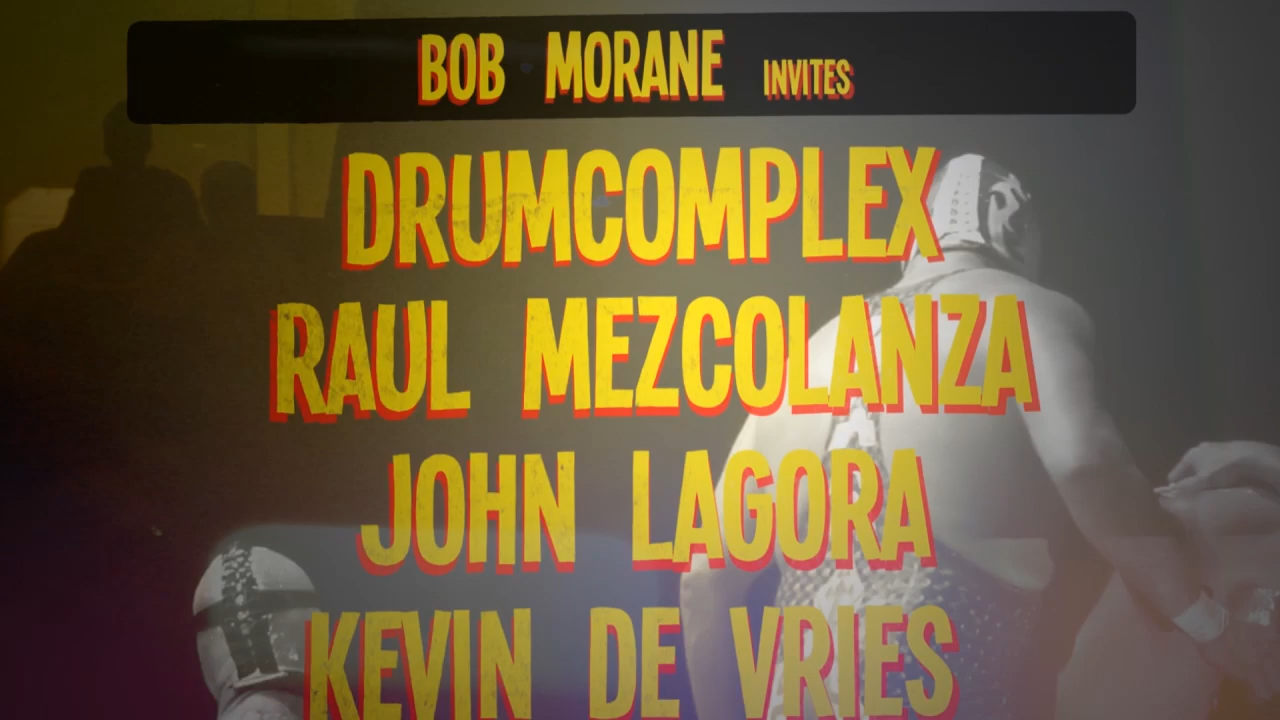 BOB MORANE INVITES
DRUMCOMPLEX
RAUL MEZCOLANZA
JOHN LAGORA
KEVIN DE VRIES